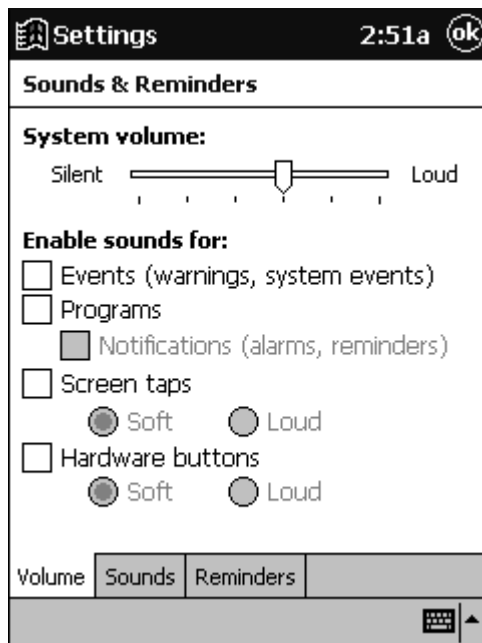 Settings 2:51a ok
Sounds & Reminders
System volume:
Silent Loud
Enable sounds for:
Events (warnings, system events)
Programs
Notifications (alarms, reminders)
Screen taps
Soft Loud
Hardware buttons
Soft Loud
Volume Sounds Reminders